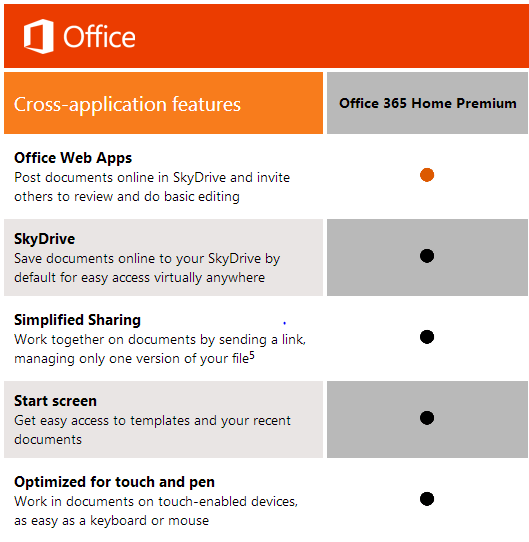 Office
Cross-application features
Office 365 Home Premium
Office Web Apps
Post documents online in SkyDrive and invite
others to review and do basic editing
SkyDrive
Save documents online to your SkyDrive by
default for easy access virtually anywhere
Simplified Sharing
Work together on documents by sending a link,
managing only one version of your file⁵
Start screen
Get easy access to templates and your recent
documents
Optimized for touch and pen
Work in documents on touch-enabled devices,
as easy as a keyboard or mouse